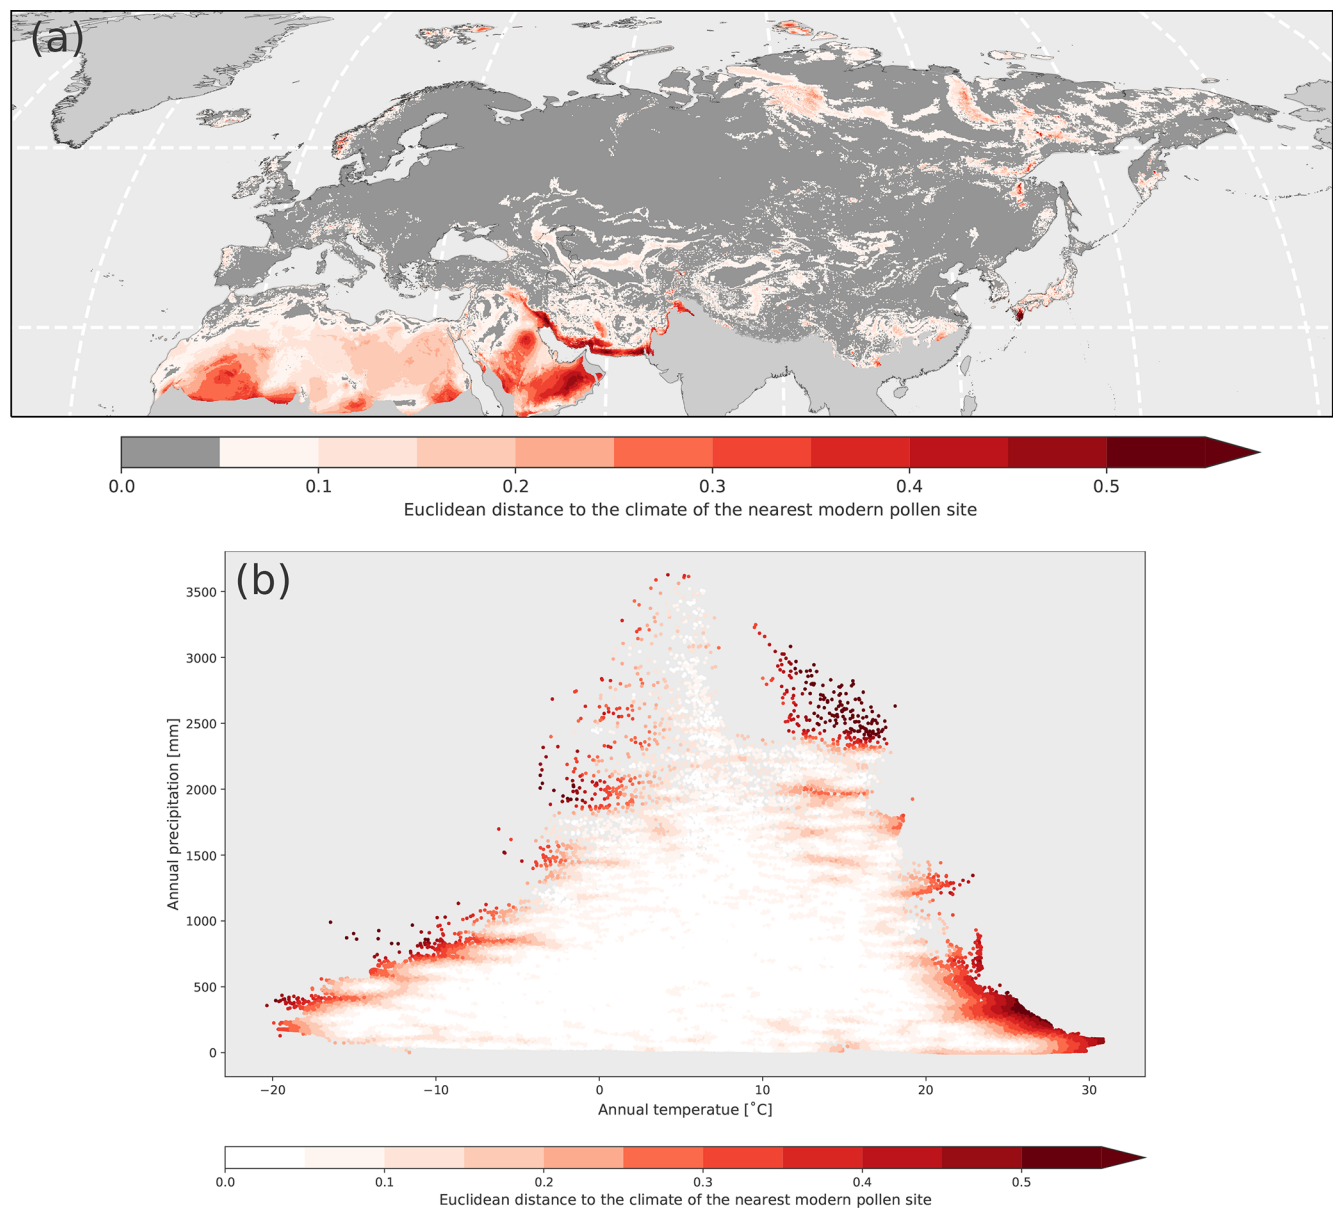 (a)
0.0 0.1 0.2 0.3 0.4 0.5
Euclidean distance to the climate of the nearest modern pollen site
(b)
3500
3000
2500
2000
1500
1000
500
0
Annual precipitation [mm]
−20 −10 0 10 20 30
Annual temperatue [˚C]
0.0 0.1 0.2 0.3 0.4 0.5
Euclidean distance to the climate of the nearest modern pollen site